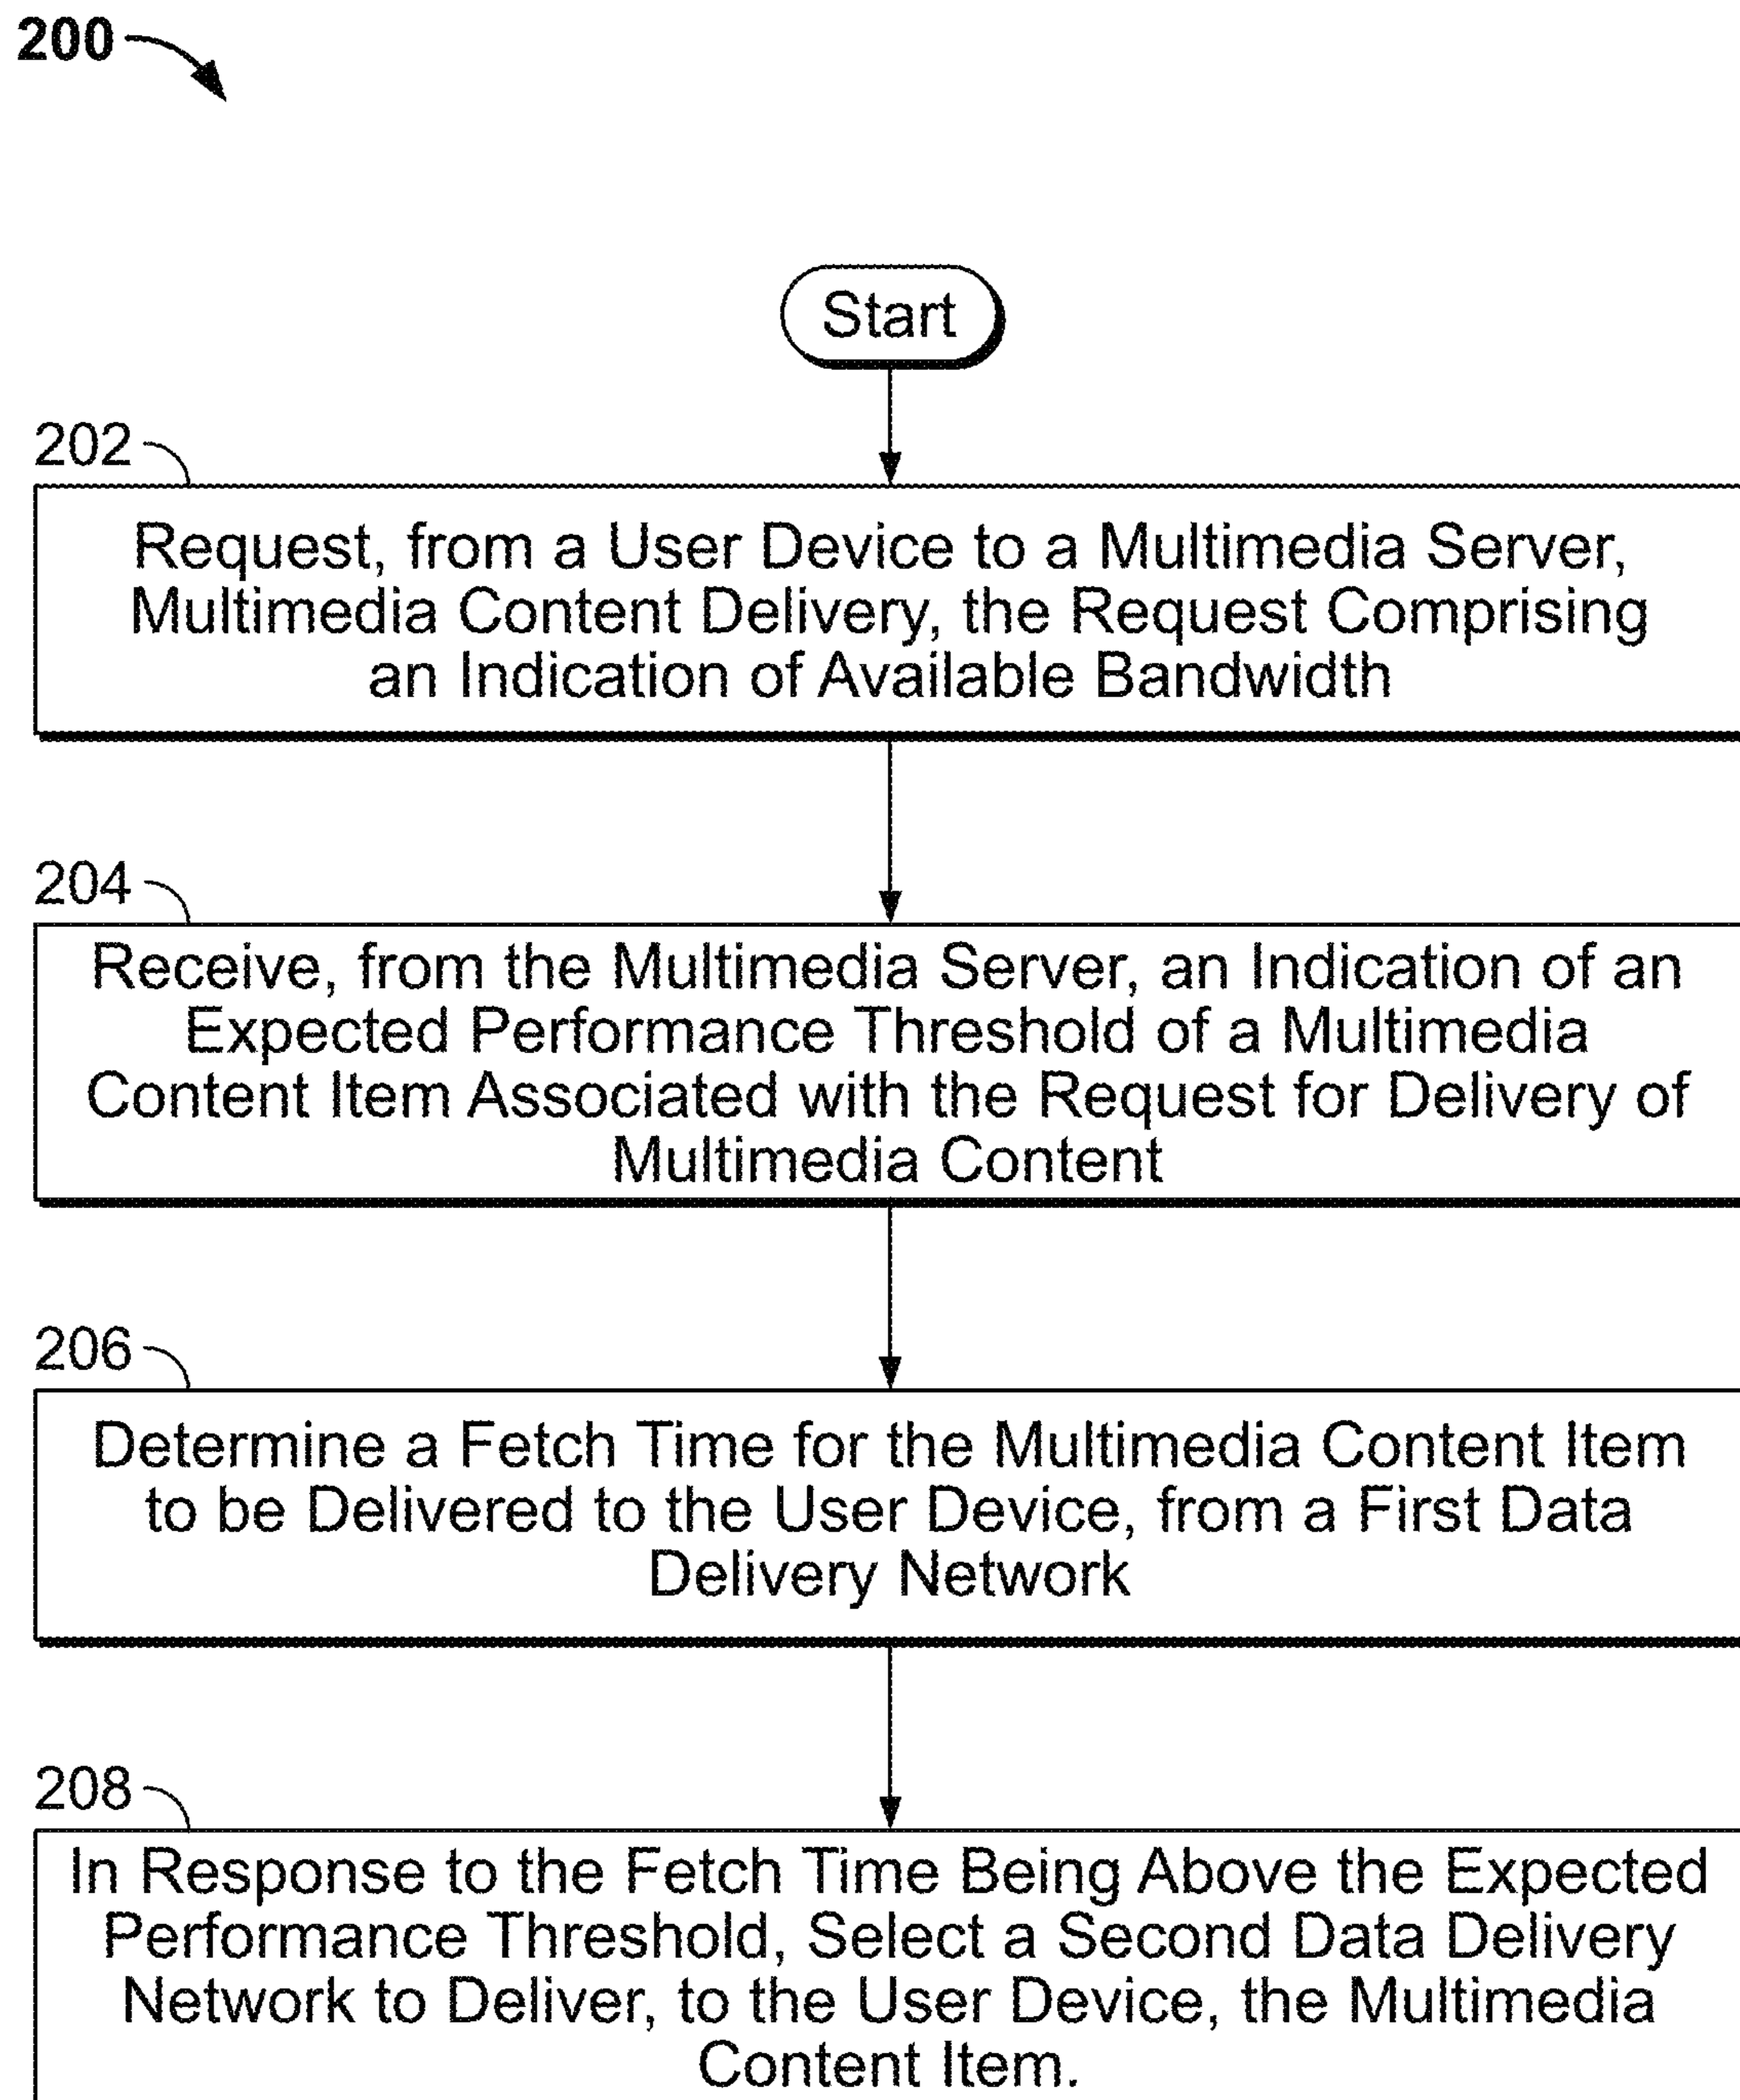 200
Start
202
Request, from a User Device to a Multimedia Server,
Multimedia Content Delivery, the Request Comprising
an Indication of Available Bandwidth
204
Receive, from the Multimedia Server, an Indication of an
Expected Performance Threshold of a Multimedia
Content Item Associated with the Request for Delivery of
Multimedia Content
206
Determine a Fetch Time for the Multimedia Content Item
to be Delivered to the User Device, from a First Data
Delivery Network
208
In Response to the Fetch Time Being Above the Expected
Performance Threshold, Select a Second Data Delivery
Network to Deliver, to the User Device, the Multimedia
Content Item.